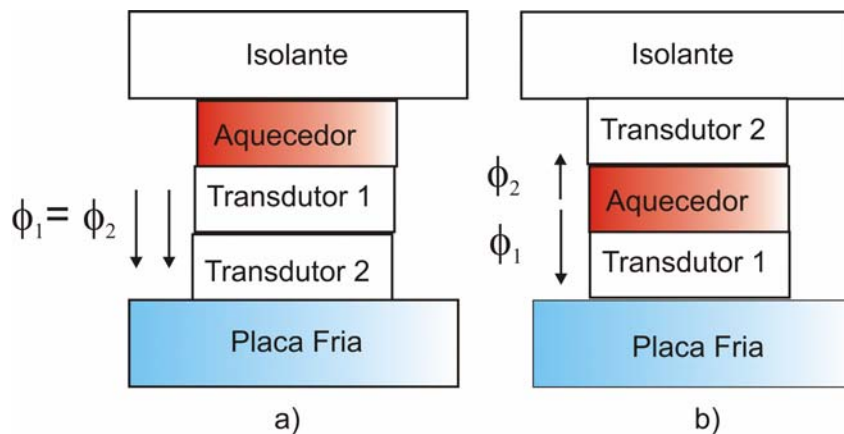 Isolante
Aquecedor
Transdutor 1
ϕ₁= ϕ₂
Transdutor 2
Placa Fria
a)
Isolante
Transdutor 2
ϕ₂
Aquecedor
ϕ₁
Transdutor 1
Placa Fria
b)